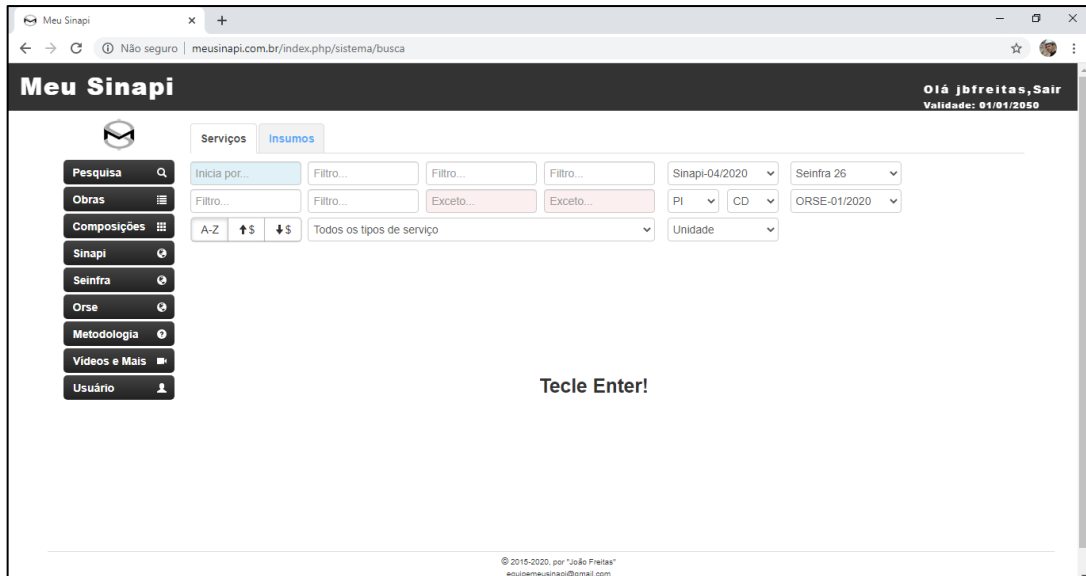 Meu Sinapi
Não seguro | meusinapi.com.br/index.php/sistema/busca
Meu Sinapi
Olá jbfreitas,Sair
Validade: 01/01/2050
Serviços Insumos
Pesquisa
Obras
Composições
Sinapi
Seinfra
Orse
Metodologia
Vídeos e Mais
Usuário
Inicia por... Filtro... Filtro... Filtro... Sinapi-04/2020 Seinfra 26
Filtro... Filtro... Exceto... Exceto... PI CD ORSE-01/2020
A-Z $ $ Todos os tipos de serviço Unidade
Tecle Enter!
© 2015-2020, por "João Freitas"
equipemeusinapi@gmail.com